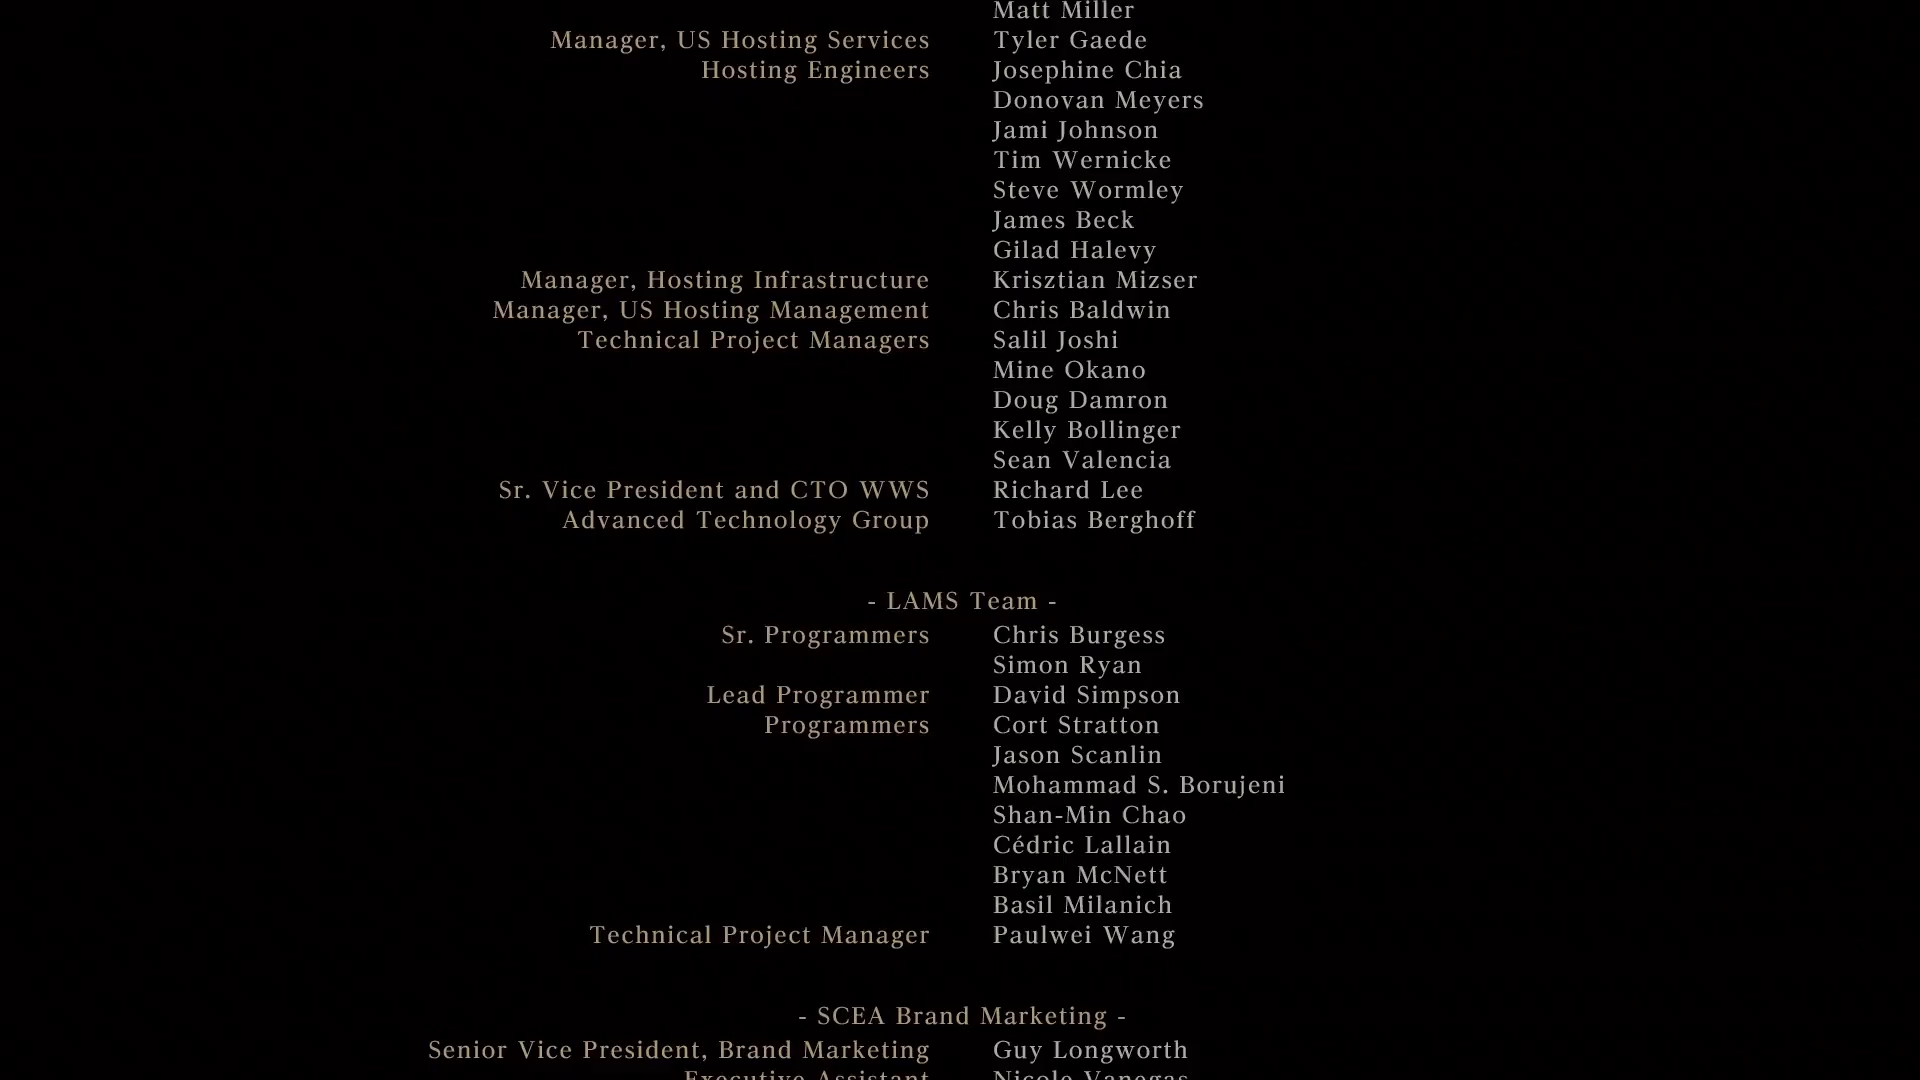 Matt Miller
Manager, US Hosting Services Tyler Gaede
Hosting Engineers Josephine Chia
Donovan Meyers
Jami Johnson
Tim Wernicke
Steve Wormley
James Beck
Gilad Halevy
Manager, Hosting Infrastructure Krisztian Mizser
Manager, US Hosting Management Chris Baldwin
Technical Project Managers Salil Joshi
Mine Okano
Doug Damron
Kelly Bollinger
Sean Valencia
Sr. Vice President and CTO WWS Richard Lee
Advanced Technology Group Tobias Berghoff
- LAMS Team -
Sr. Programmers Chris Burgess
Simon Ryan
Lead Programmer David Simpson
Programmers Cort Stratton
Jason Scanlin
Mohammad S. Borujeni
Shan-Min Chao
Cédric Lallain
Bryan McNett
Basil Milanich
Technical Project Manager Paulwei Wang
- SCEA Brand Marketing -
Senior Vice President, Brand Marketing Guy Longworth
Executive Assistant Nicole Vanegas